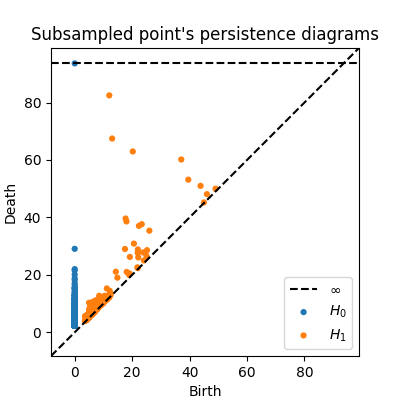 Subsampled point's persistence diagrams
80
60
40
20
0
Death
0 20 40 60 80
Birth
∞
H₀
H₁